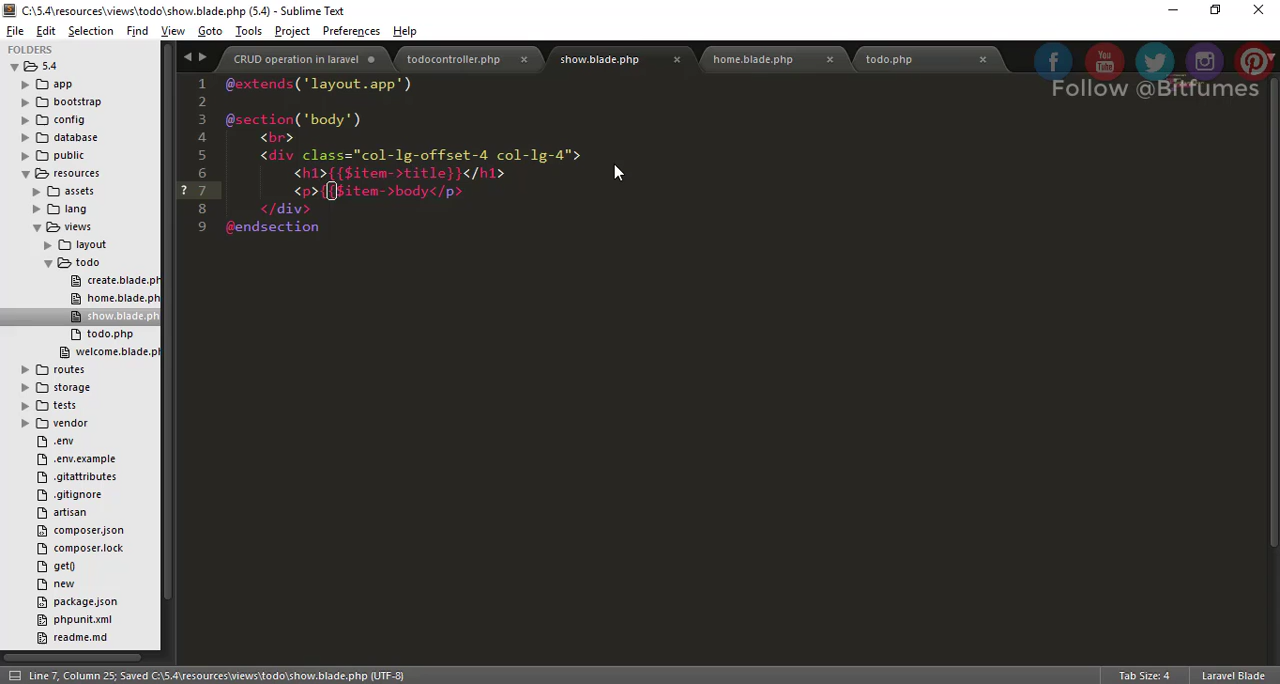 C:\5.4\resources\views\todo\show.blade.php (5.4) - Sublime Text
File Edit Selection Find View Goto Tools Project Preferences Help
FOLDERS
5.4
app
bootstrap
config
database
public
resources
assets
lang
views
layout
todo
create.blade.ph
home.blade.ph
show.blade.ph
todo.php
welcome.blade.ph
routes
storage
tests
vendor
.env
.env.example
.gitattributes
.gitignore
artisan
composer.json
composer.lock
get()
new
package.json
phpunit.xml
readme.md
CRUD operation in laravel todocontroller.php show.blade.php home.blade.php todo.php
You Tube
Follow @Bitfumes
1 @extends('layout.app')
2
3 @section('body')
4 <br>
5 <div class="col-lg-offset-4 col-lg-4">
6 <h1>{{$item->title}}</h1>
? 7 <p>{{$item->body</p>
8 </div>
9 @endsection
Line 7, Column 25; Saved C:\5.4\resources\views\todo\show.blade.php (UTF-8) Tab Size: 4 Laravel Blade